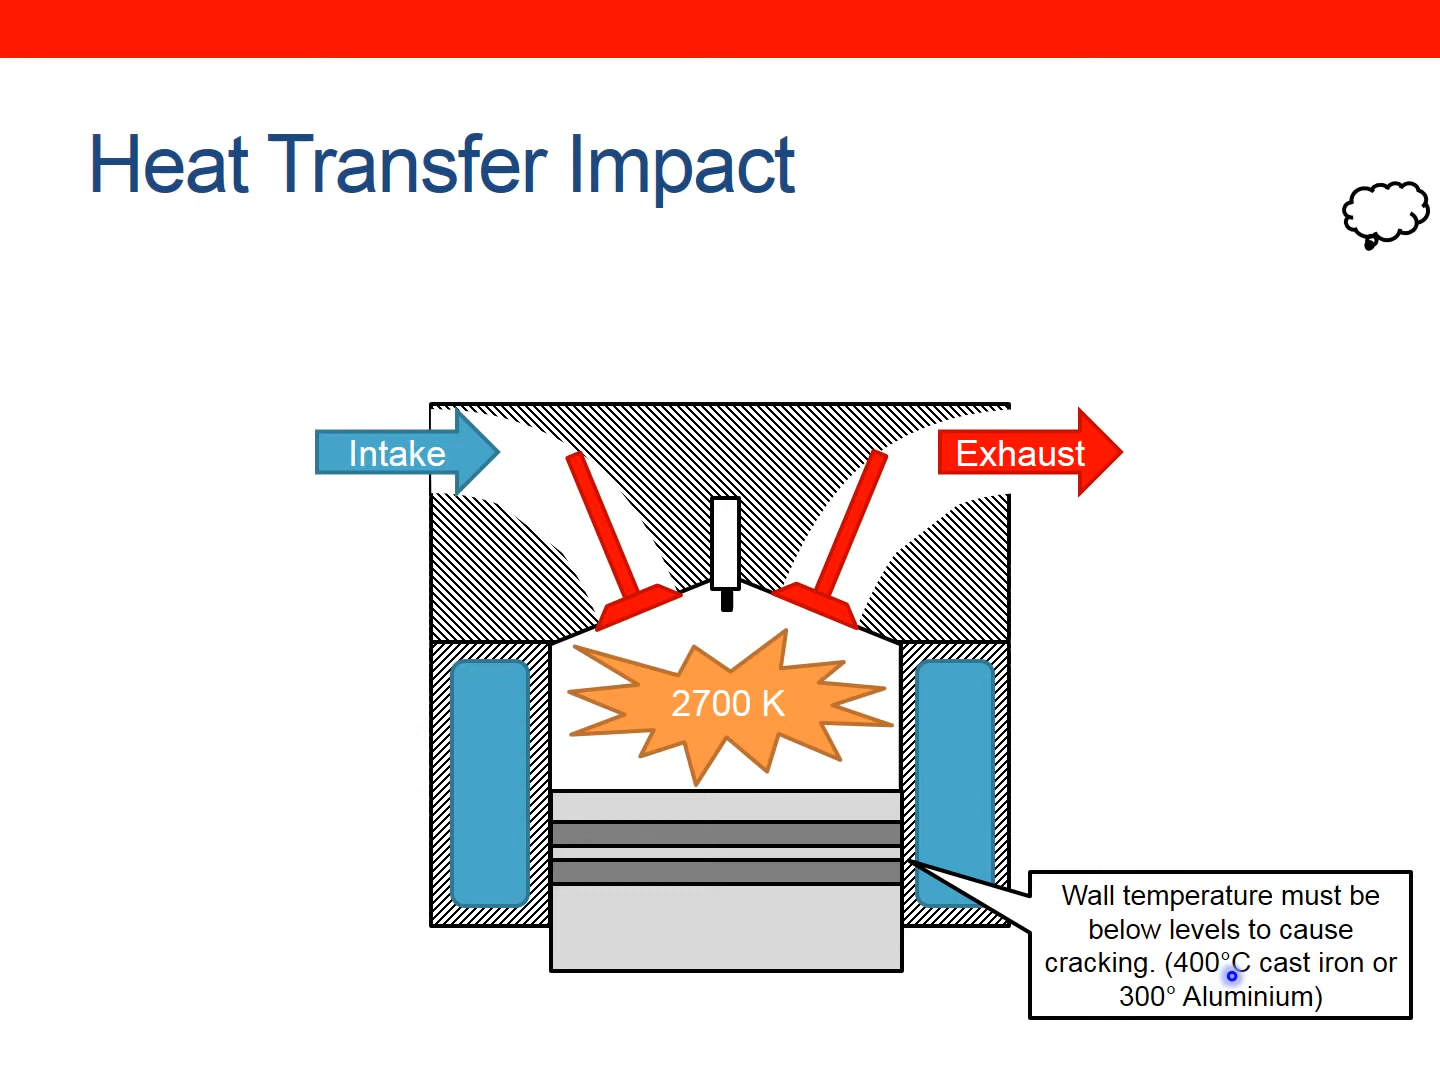 Heat Transfer Impact
Intake
Exhaust
2700 K
Wall temperature must be
below levels to cause
cracking. (400°C cast iron or
300° Aluminium)